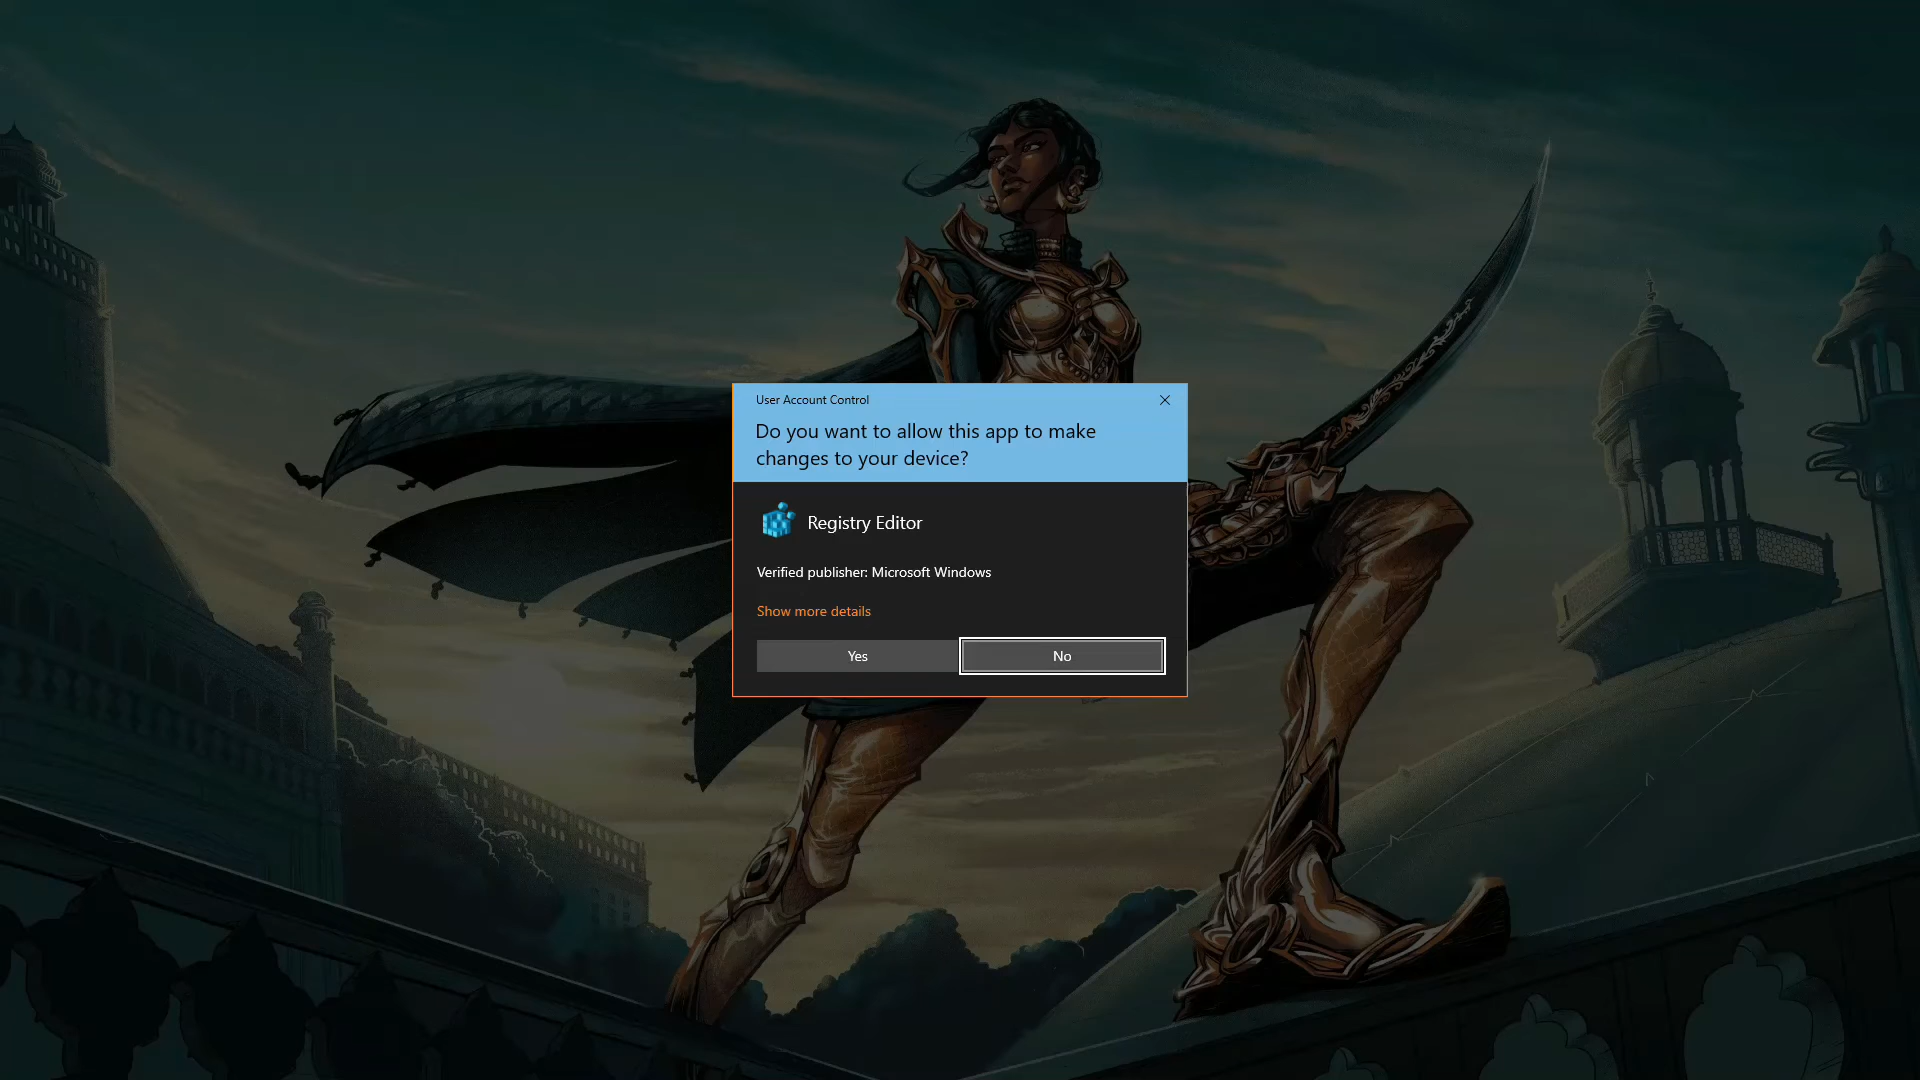 User Account Control
Do you want to allow this app to make
changes to your device?
Registry Editor
Verified publisher: Microsoft Windows
Show more details
Yes
No